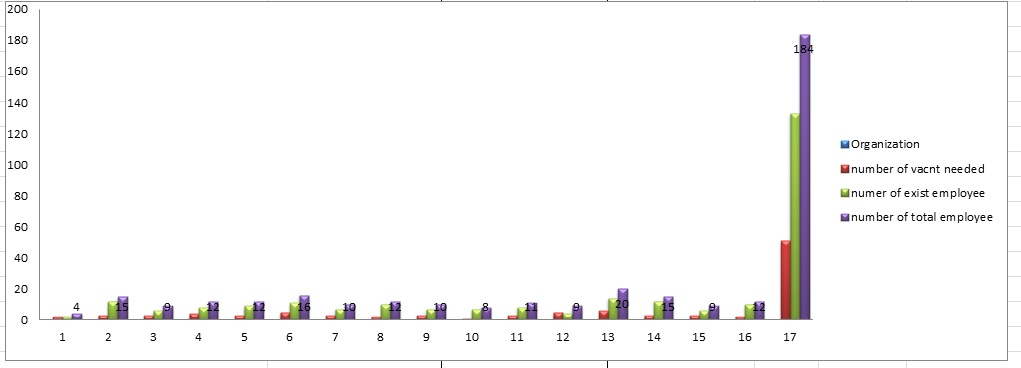 200
180
160
140
120
100
80
60
40
20
0
4 15 9 12 12 16 10 12 10 8 11 9 20 15 9 12 184
1 2 3 4 5 6 7 8 9 10 11 12 13 14 15 16 17
Organization
number of vacnt needed
numer of exist employee
number of total employee